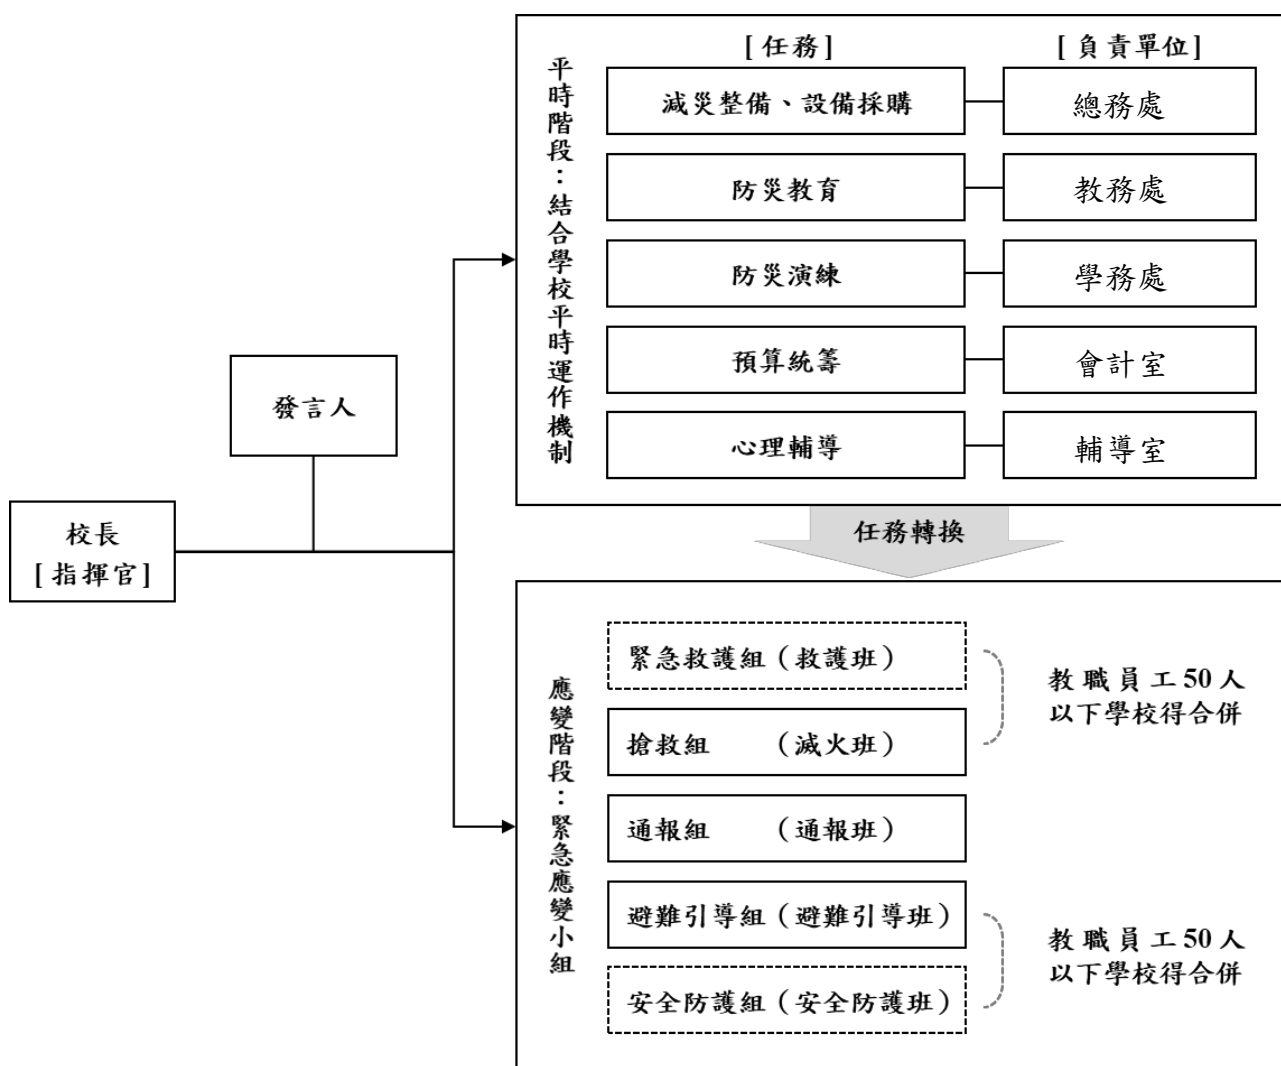 [任務]
[負責單位]
平時階段：結合學校平時運作機制
減災整備、設備採購
總務處
防災教育
教務處
防災演練
學務處
預算統籌
會計室
心理輔導
輔導室
發言人
校長
[指揮官]
任務轉換
應變階段：緊急應變小組
緊急救護組（救護班）
搶救組　　（滅火班）
教職員工50人
以下學校得合併
通報組　　（通報班）
避難引導組（避難引導班）
安全防護組（安全防護班）
教職員工50人
以下學校得合併